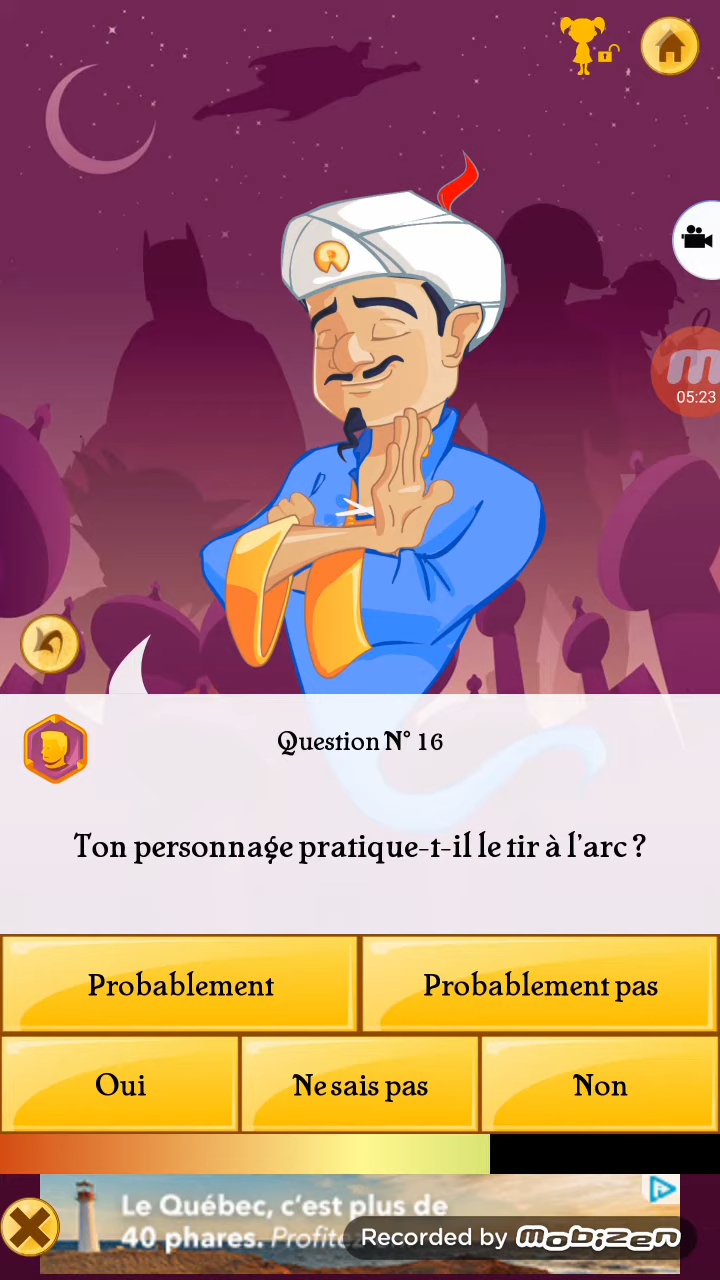 05:23
Question N° 16
Ton personnage pratique-t-il le tir à l'arc ?
Probablement
Probablement pas
Oui
Ne sais pas
Non
Le Québec, c'est plus de
40 phares. Profite
Recorded by mobizen